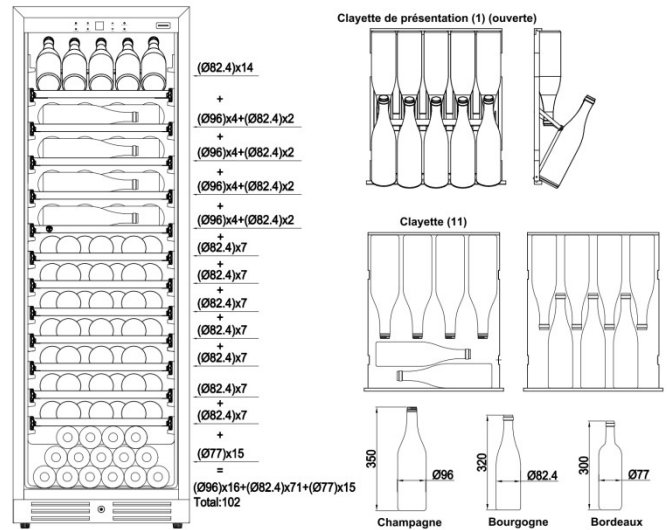 (Ø82.4)x14
+
(Ø96)x4+(Ø82.4)x2
+
(Ø96)x4+(Ø82.4)x2
+
(Ø96)x4+(Ø82.4)x2
+
(Ø96)x4+(Ø82.4)x2
+
(Ø82.4)x7
+
(Ø82.4)x7
+
(Ø82.4)x7
+
(Ø82.4)x7
+
(Ø82.4)x7
(Ø82.4)x7
+
(Ø82.4)x7
+
(Ø77)x15
=
(Ø96)x16+(Ø82.4)x71+(Ø77)x15
Total:102
Clayette de présentation (1) (ouverte)
Clayette (11)
350
Ø96
Champagne
320
Ø82.4
Bourgogne
300
Ø77
Bordeaux